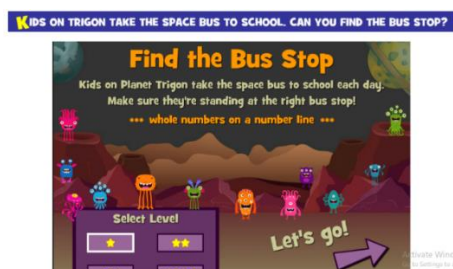 KIDS ON TRIGON TAKE THE SPACE BUS TO SCHOOL. CAN YOU FIND THE BUS STOP?
Find the Bus Stop
Kids on Planet Trigon take the space bus to school each day.
Make sure they're standing at the right bus stop!
••• whole numbers on a number line •••
Select Level
Let's go!